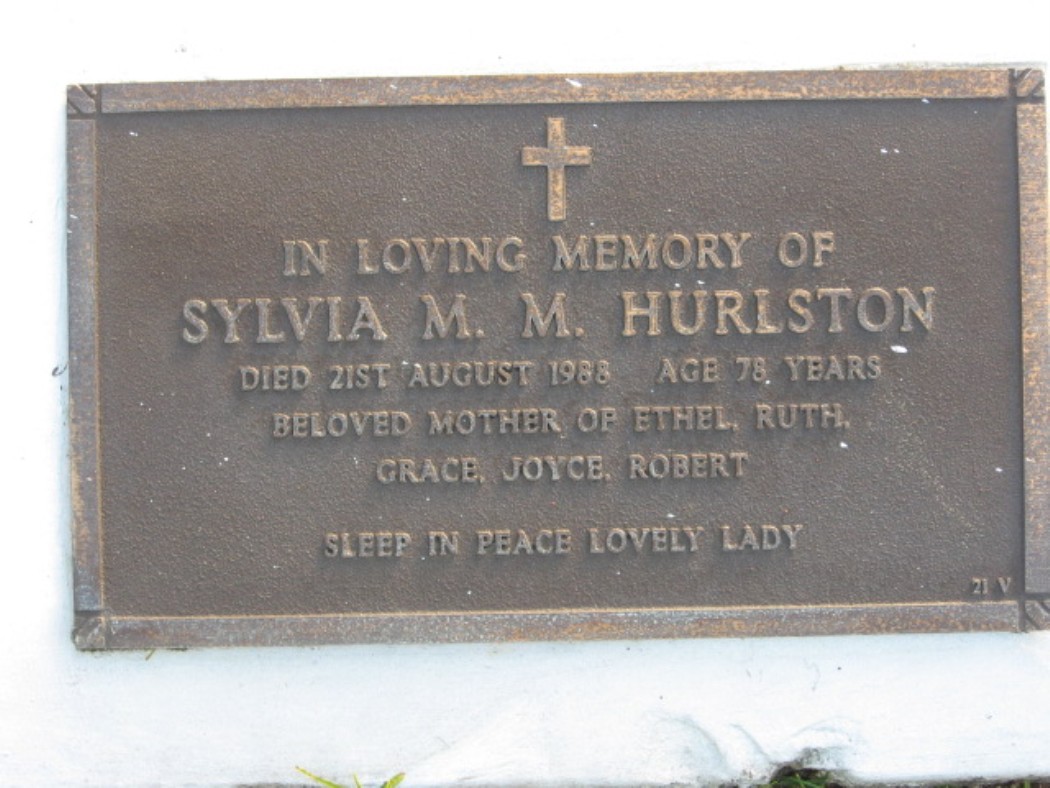 IN LOVING MEMORY OF
SYLVIA M. M. HURLSTON
DIED 21ST AUGUST 1988 AGE 78 YEARS
BELOVED MOTHER OF ETHEL, RUTH,
GRACE, JOYCE, ROBERT
SLEEP IN PEACE LOVELY LADY
21 V